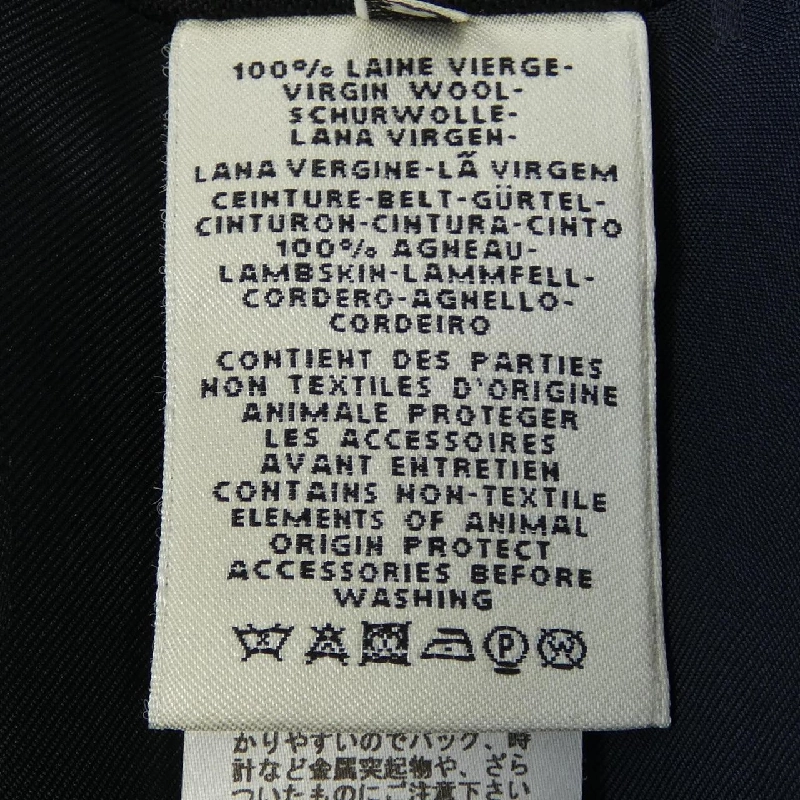 100% LAINE VIERGE-
VIRGIN WOOL-
SCHURWOLLE-
LANA VIRGEN-
LANA VERGINE-LÃ VIRGEM
CEINTURE-BELT-GÜRTEL-
CINTURON-CINTURA-CINTO
100% AGNEAU-
LAMBSKIN-LAMMFELL-
CORDERO-AGNELLO-
CORDEIRO
CONTIENT DES PARTIES
NON TEXTILES D'ORIGINE
ANIMALE PROTEGER
LES ACCESSOIRES
AVANT ENTRETIEN
CONTAINS NON-TEXTILE
ELEMENTS OF ANIMAL
ORIGIN PROTECT
ACCESSORIES BEFORE
WASHING
P W
かりやすいのでバッグ、時
計など金属突起物や、ざら
ついたものにご注意下さい